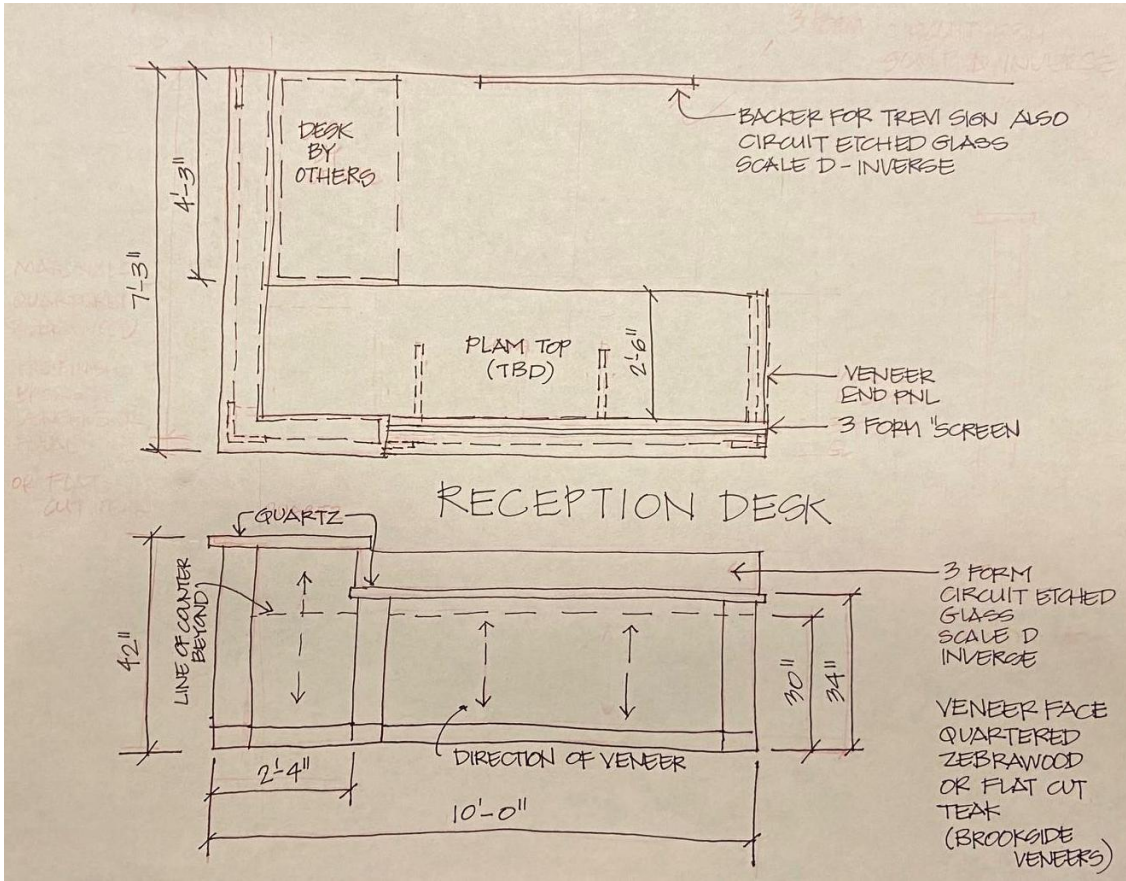 DESK
BY
OTHERS
BACKER FOR TREVI SIGN ALSO
CIRCUIT ETCHED GLASS
SCALE D - INVERSE
4'-3"
7'-3"
PLAM TOP
(TBD)
2'-6"
VENEER
END PNL
3 FORM "SCREEN
RECEPTION DESK
QUARTZ
LINE OF COUNTER
BEYOND
42"
30"
34"
3 FORM
CIRCUIT ETCHED
GLASS
SCALE D
INVERSE
DIRECTION OF VENEER
2'-4"
10'-0"
VENEER FACE
QUARTERED
ZEBRAWOOD
OR FLAT CUT
TEAK
(BROOKSIDE
VENEERS)